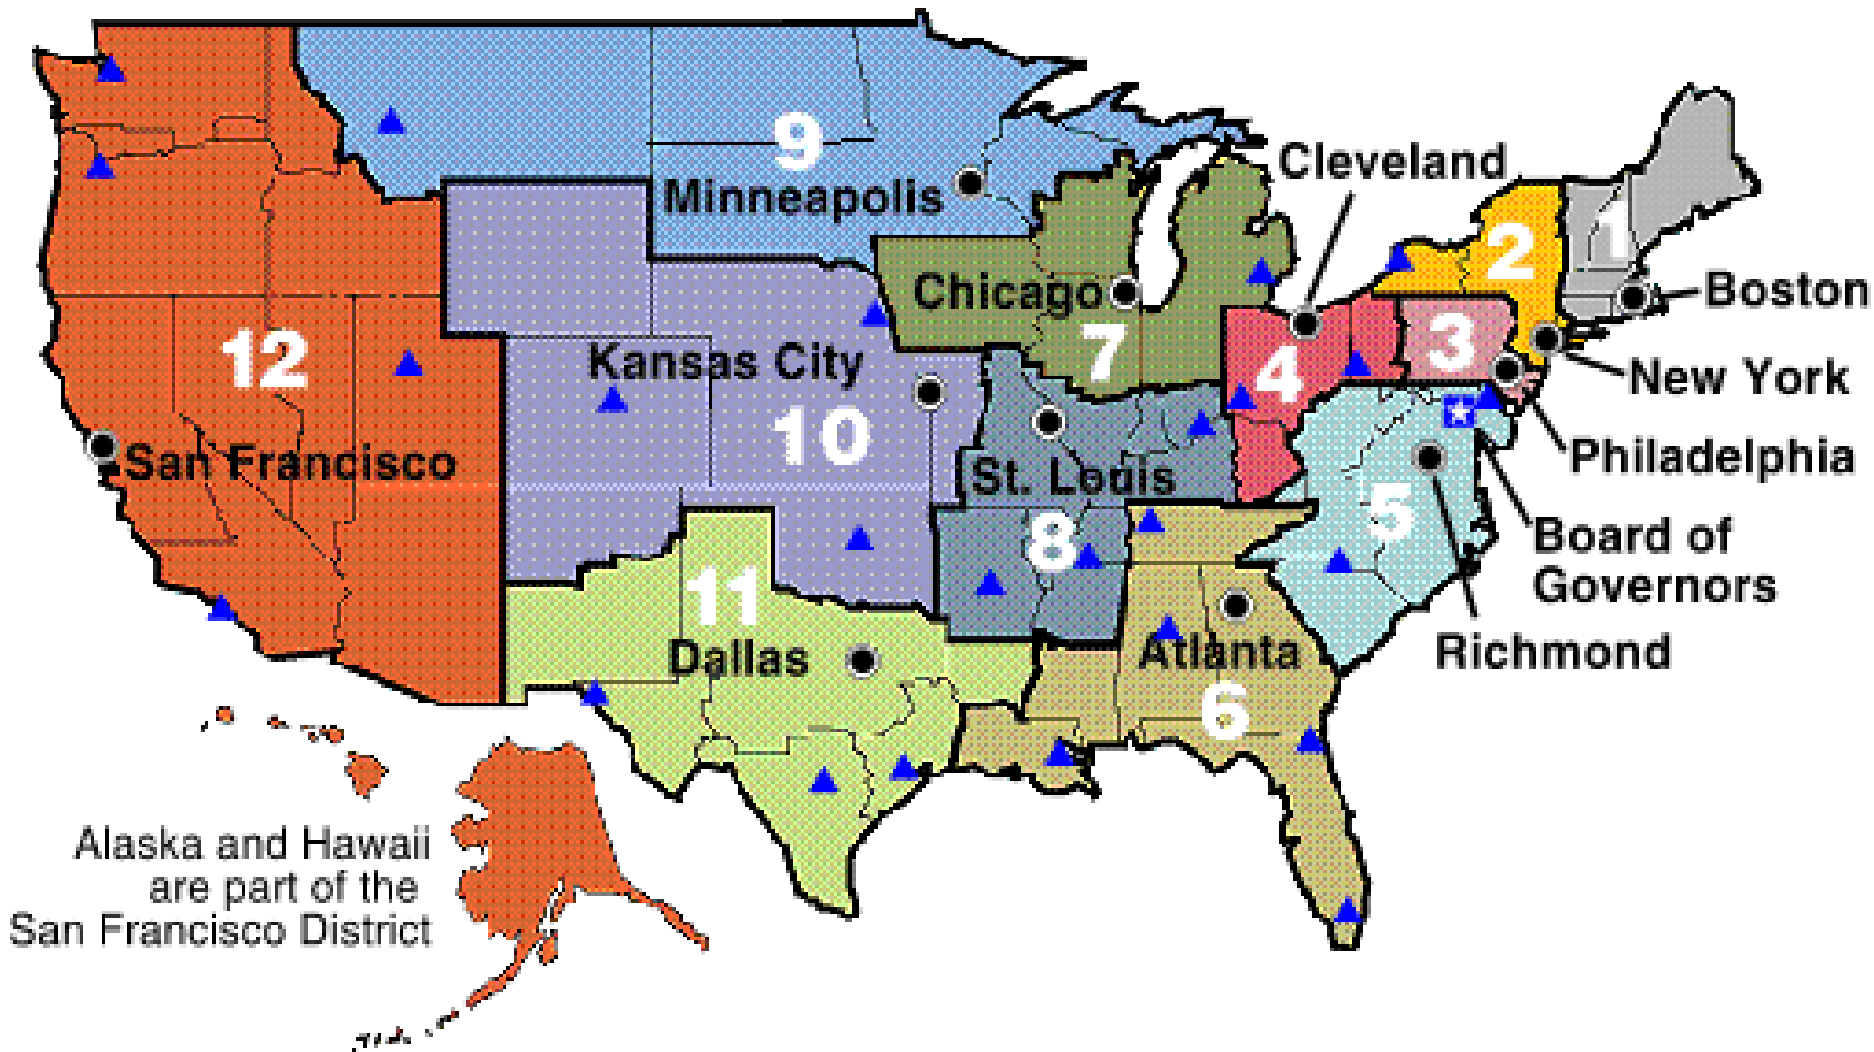 9
Minneapolis
Cleveland
2
1
Chicago
Boston
12
Kansas City
7
4
3
New York
10
San Francisco
St. Louis
Philadelphia
8
5
Board of
Governors
11
Dallas
Atlanta
Richmond
6
Alaska and Hawaii
are part of the
San Francisco District